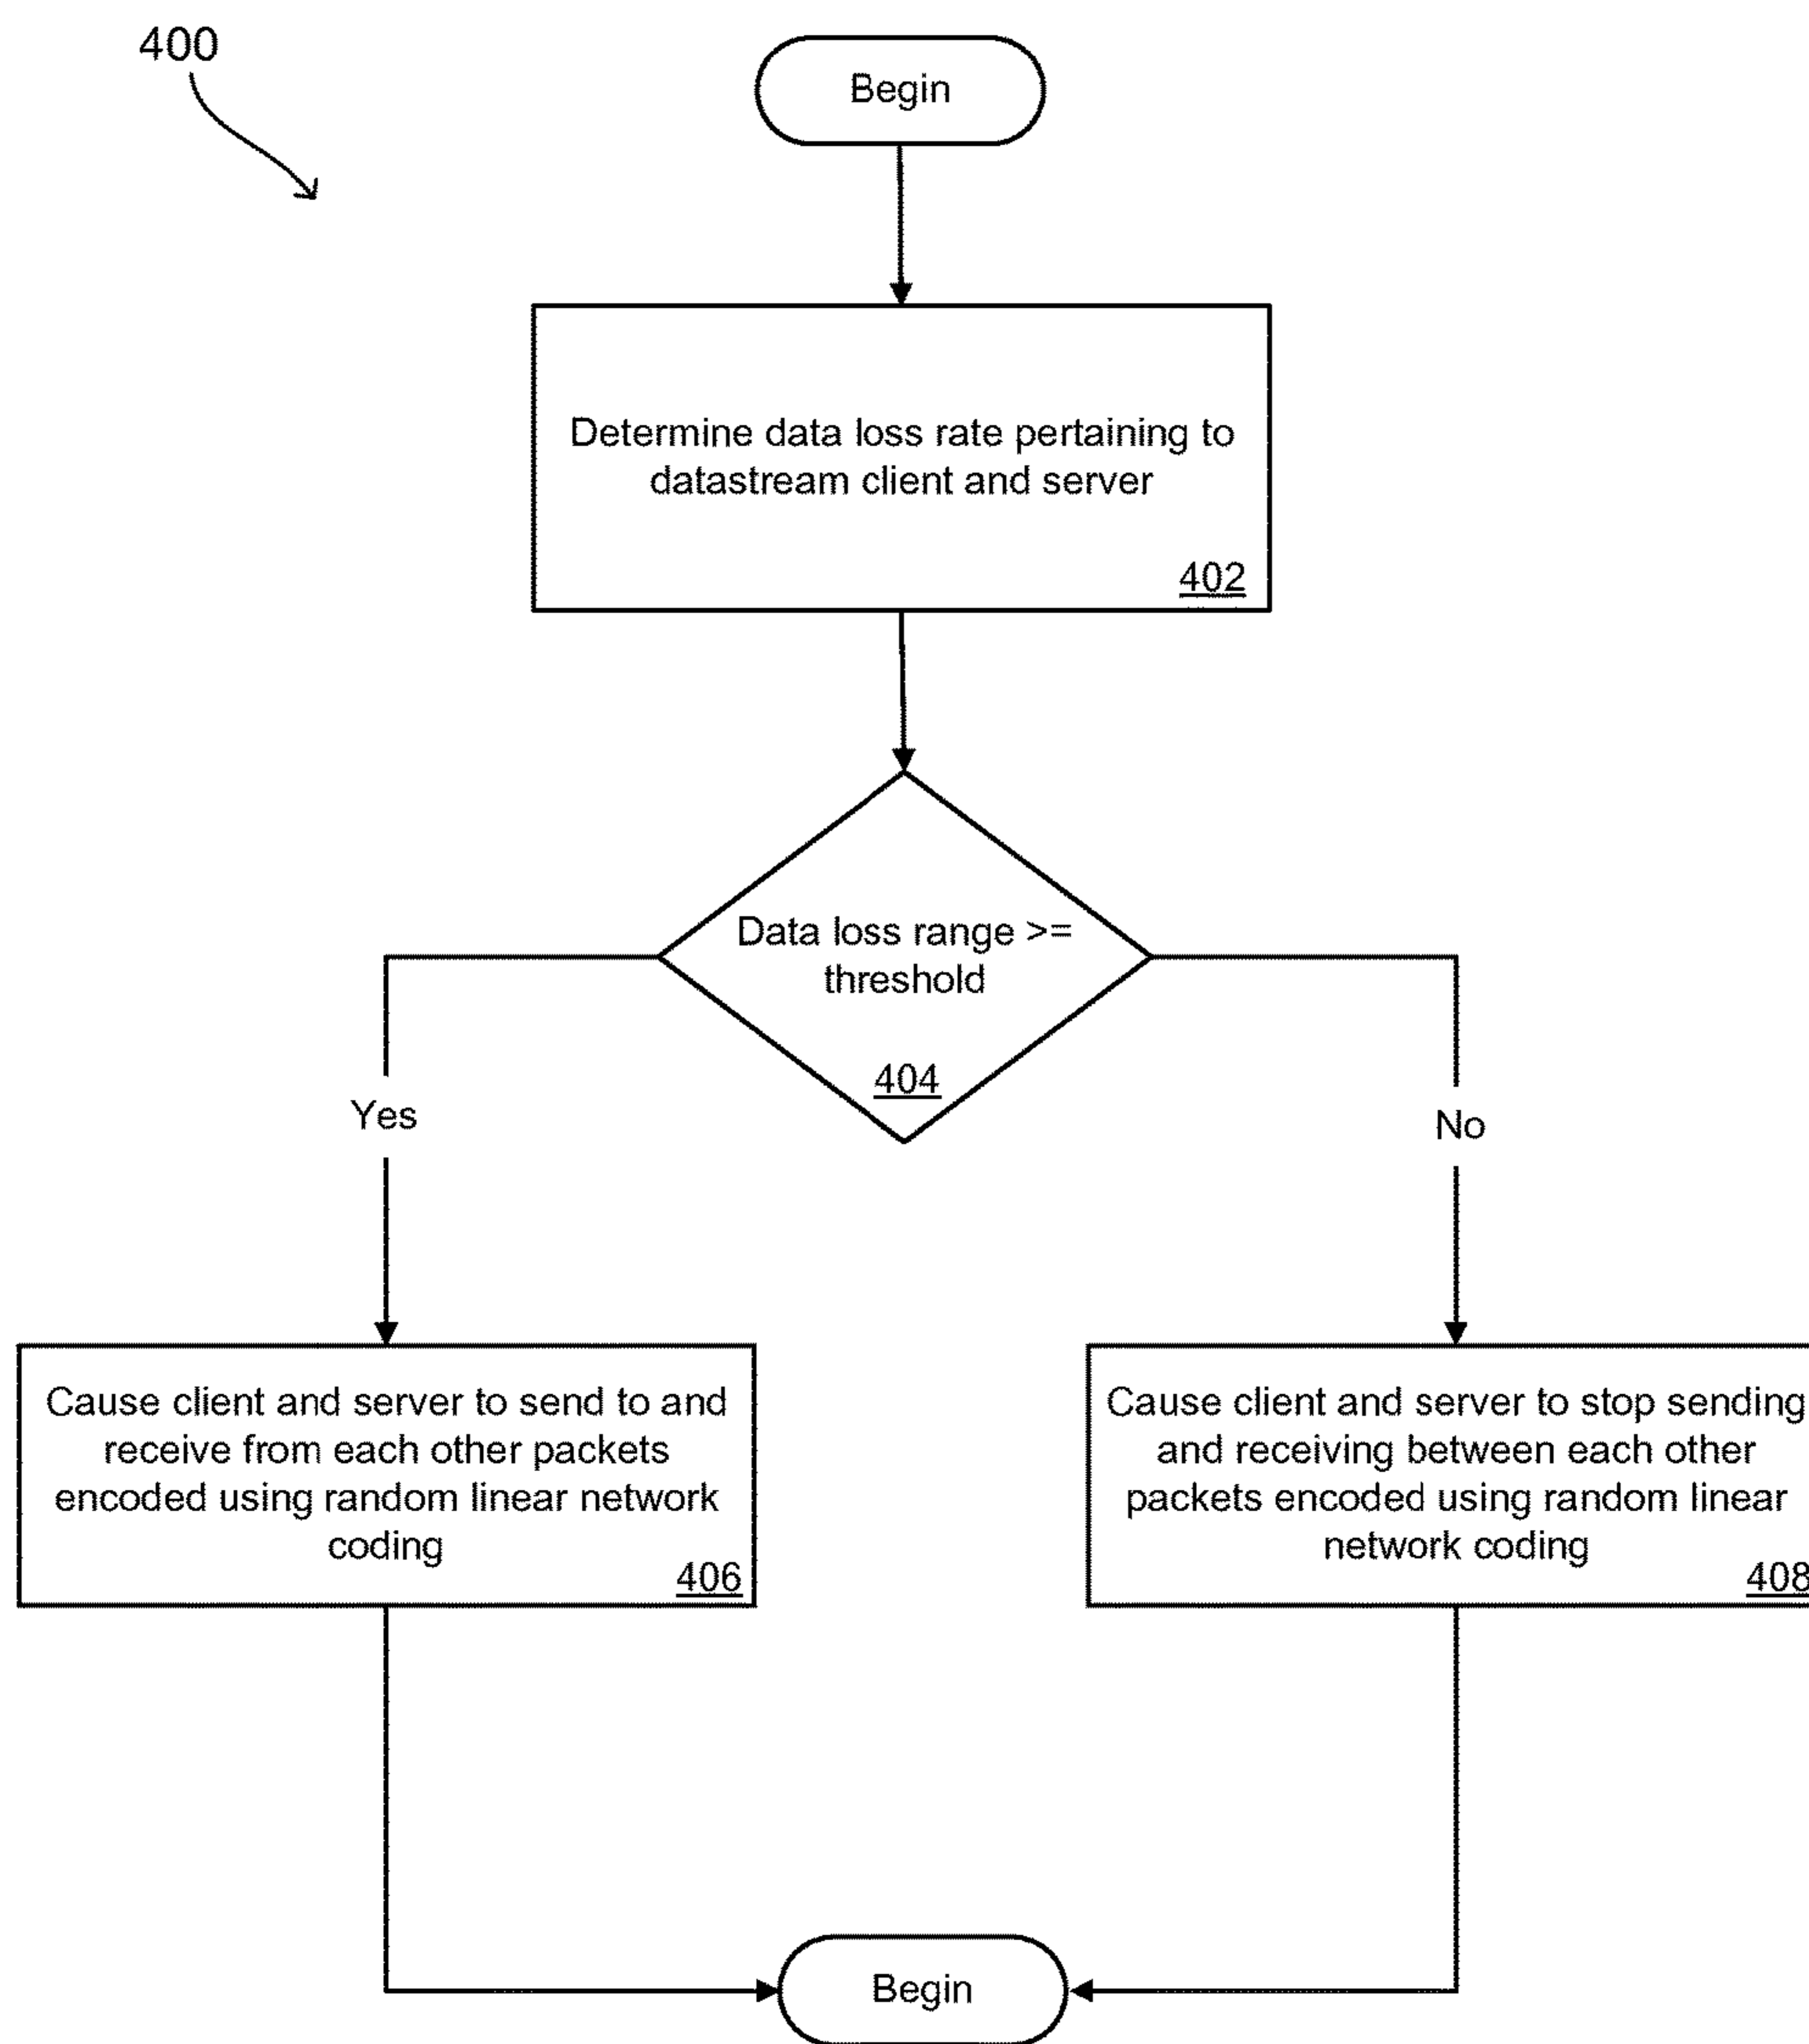 400
Begin
Determine data loss rate pertaining to
datastream client and server
402
Data loss range >=
threshold
404
Yes
No
Cause client and server to send to and
receive from each other packets
encoded using random linear network
coding
406
Cause client and server to stop sending
and receiving between each other
packets encoded using random linear
network coding
408
Begin